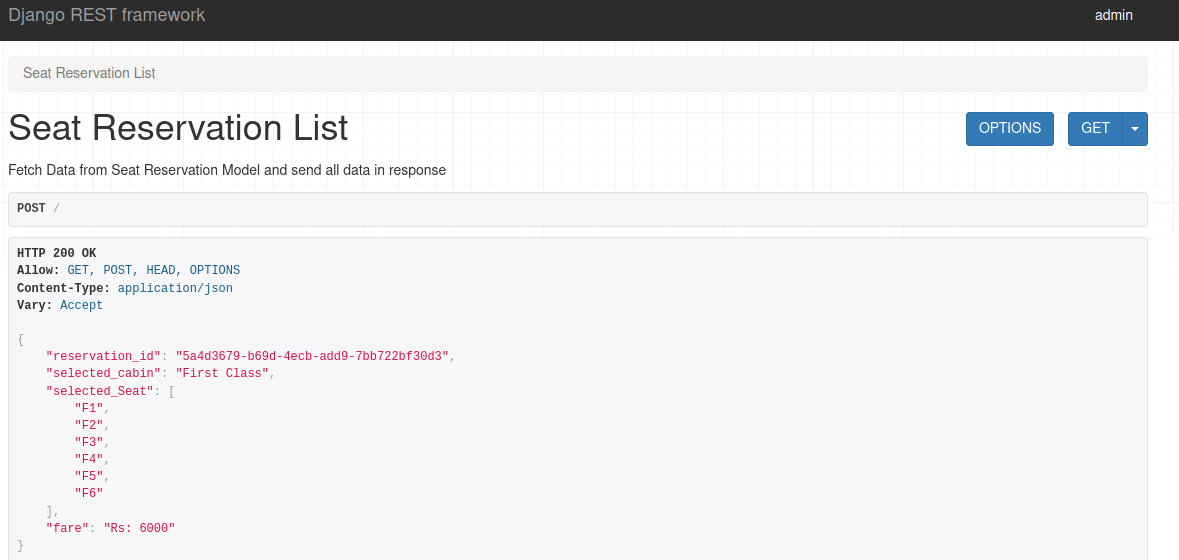 Django REST framework
admin
Seat Reservation List
Seat Reservation List
OPTIONS
GET
Fetch Data from Seat Reservation Model and send all data in response
POST /
HTTP 200 OK
Allow: GET, POST, HEAD, OPTIONS
Content-Type: application/json
Vary: Accept
{
    "reservation_id": "5a4d3679-b69d-4ecb-add9-7bb722bf30d3",
    "selected_cabin": "First Class",
    "selected_Seat": [
        "F1",
        "F2",
        "F3",
        "F4",
        "F5",
        "F6"
    ],
    "fare": "Rs: 6000"
}